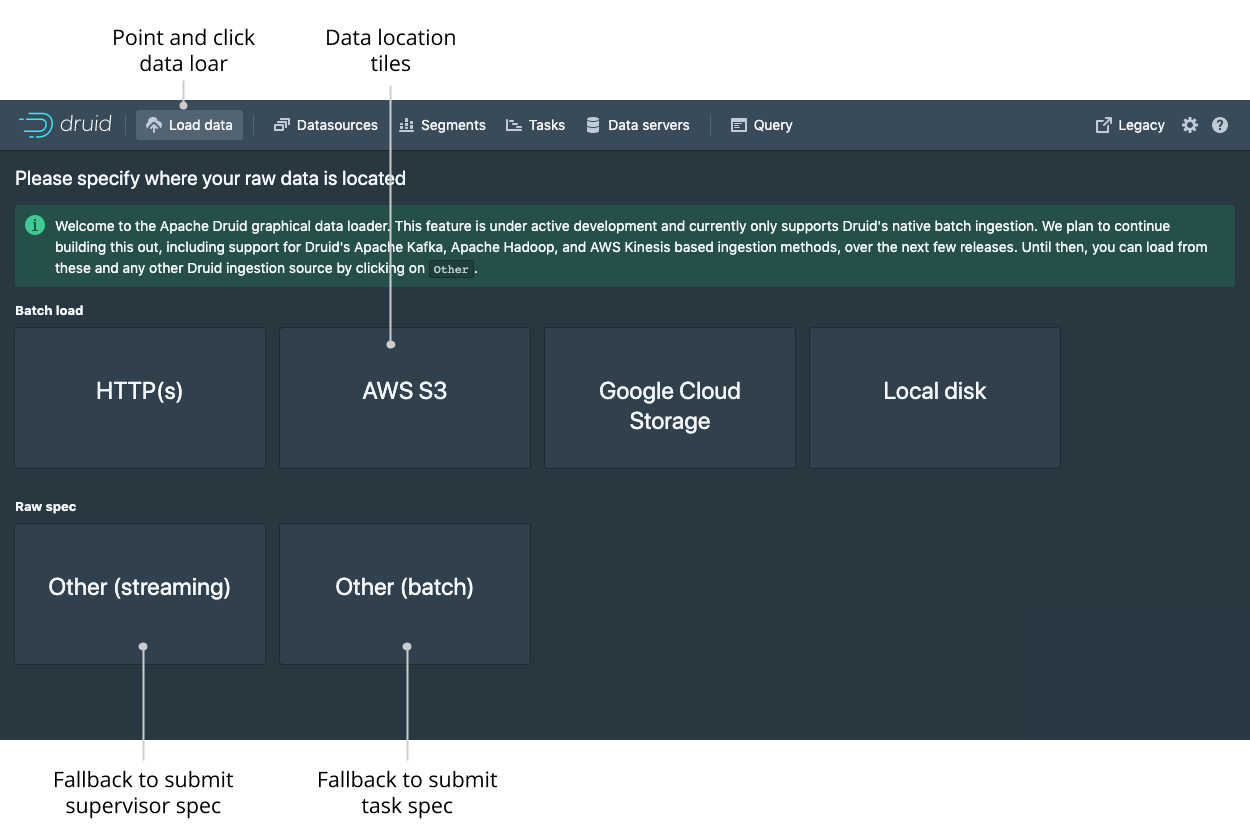 Point and click
data loar
Data location
tiles
druid
Load data
Datasources
Segments
Tasks
Data servers
Query
Legacy
Please specify where your raw data is located
Welcome to the Apache Druid graphical data loader. This feature is under active development and currently only supports Druid's native batch ingestion. We plan to continue
building this out, including support for Druid's Apache Kafka, Apache Hadoop, and AWS Kinesis based ingestion methods, over the next few releases. Until then, you can load from
these and any other Druid ingestion source by clicking on Other.
Batch load
HTTP(s)
AWS S3
Google Cloud
Storage
Local disk
Raw spec
Other (streaming)
Other (batch)
Fallback to submit
supervisor spec
Fallback to submit
task spec